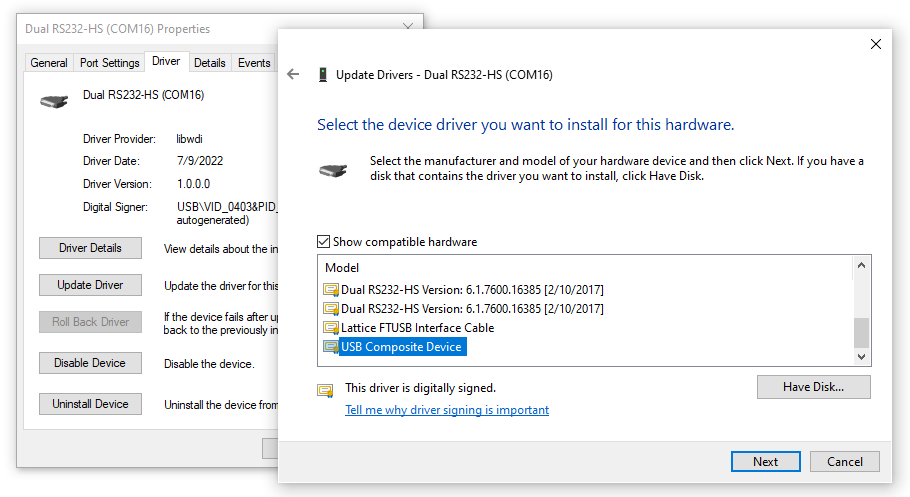 Dual RS232-HS (COM16) Properties
General
Port Settings
Driver
Details
Events
Dual RS232-HS (COM16)
Driver Provider: libwdi
Driver Date: 7/9/2022
Driver Version: 1.0.0.0
Digital Signer: USB\VID_0403&PID_
autogenerated)
Driver Details
View details about the in
Update Driver
Update the driver for this
Roll Back Driver
If the device fails after up
back to the previously in
Disable Device
Disable the device.
Uninstall Device
Uninstall the device from
Update Drivers - Dual RS232-HS (COM16)
Select the device driver you want to install for this hardware.
Select the manufacturer and model of your hardware device and then click Next. If you have a
disk that contains the driver you want to install, click Have Disk.
Show compatible hardware
Model
Dual RS232-HS Version: 6.1.7600.16385 [2/10/2017]
Dual RS232-HS Version: 6.1.7600.16385 [2/10/2017]
Lattice FTUSB Interface Cable
USB Composite Device
This driver is digitally signed.
Tell me why driver signing is important
Have Disk...
Next
Cancel